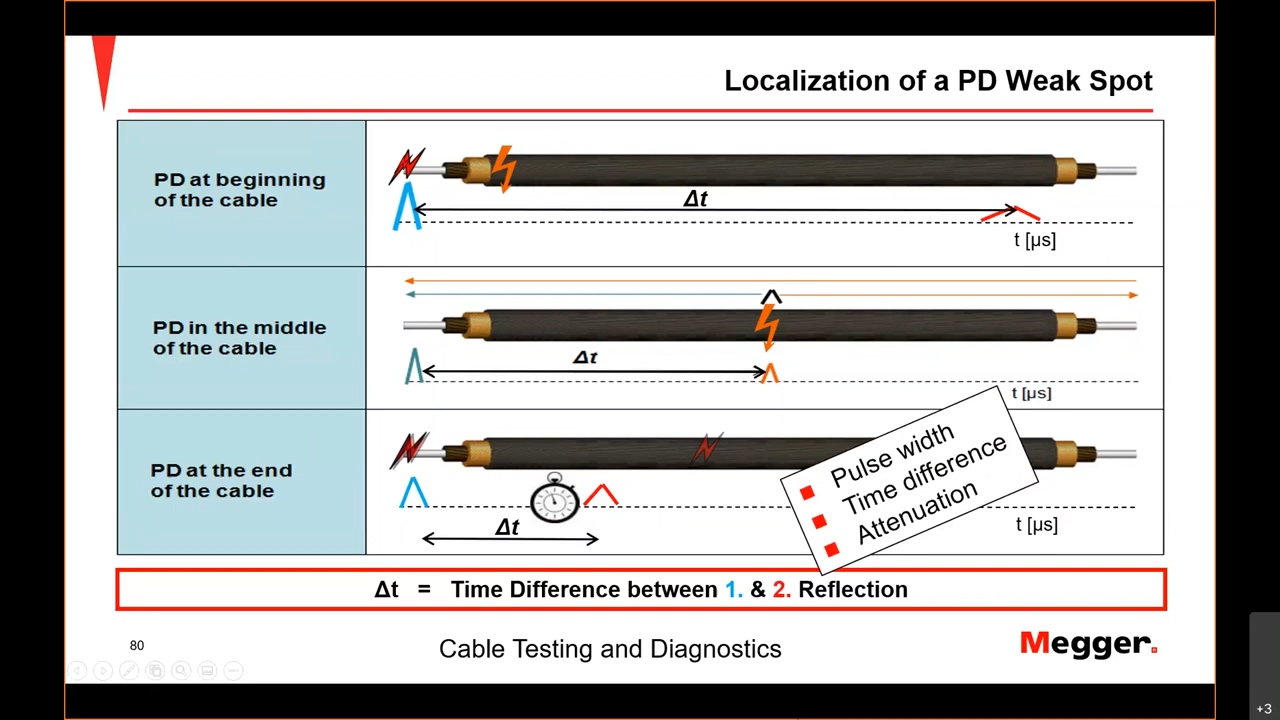 Localization of a PD Weak Spot
PD at beginning
of the cable
Δt
t [µs]
PD in the middle
of the cable
Δt
t [µs]
PD at the end
of the cable
Δt
t [µs]
Pulse width
Time difference
Attenuation
Δt = Time Difference between 1. & 2. Reflection
80
Cable Testing and Diagnostics
Megger.
+3